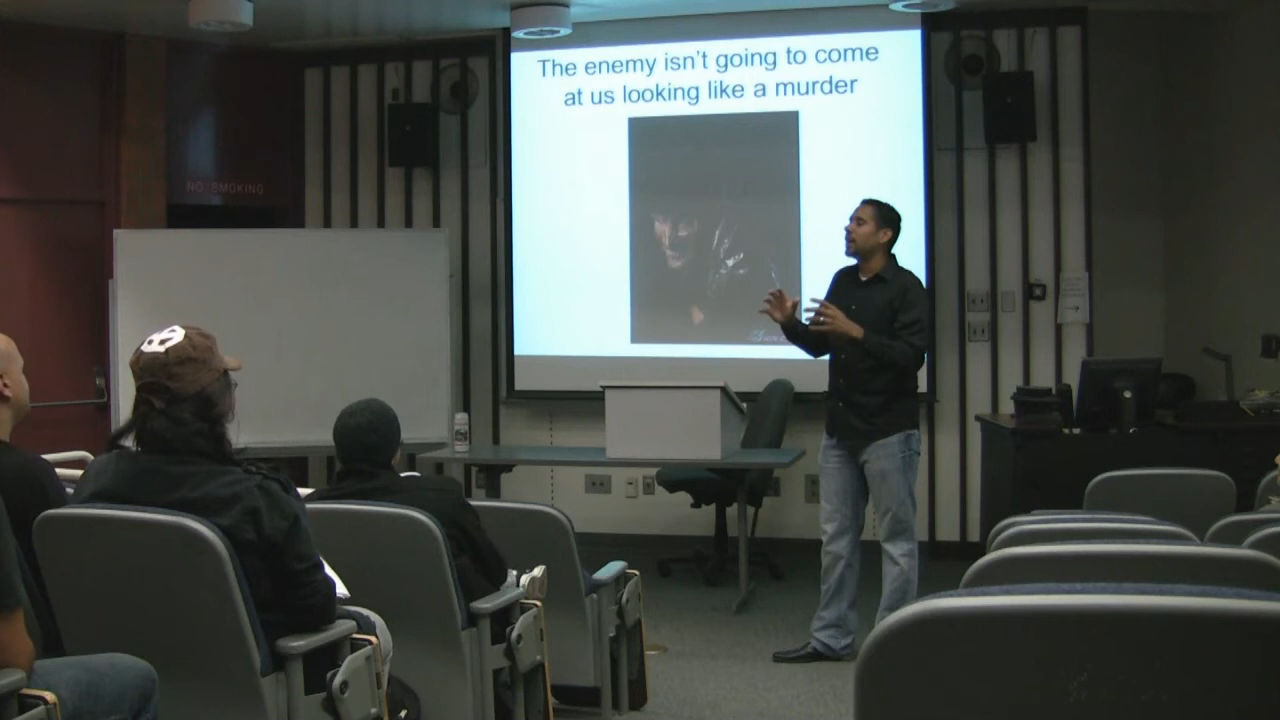 The enemy isn't going to come
at us looking like a murder
NO SMOKING